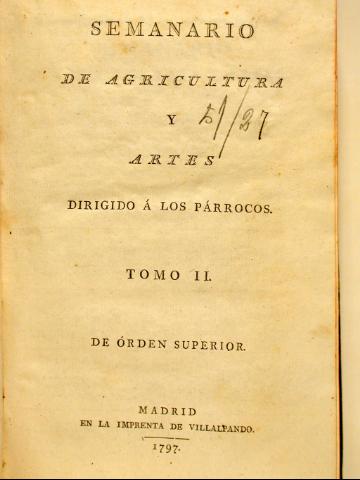 SEMANARIO
DE AGRICULTURA
Y
ARTES
DIRIGIDO Á LOS PÁRROCOS.
TOMO II.
DE ÓRDEN SUPERIOR.
MADRID
EN LA IMPRENTA DE VILLALPANDO.
1797.